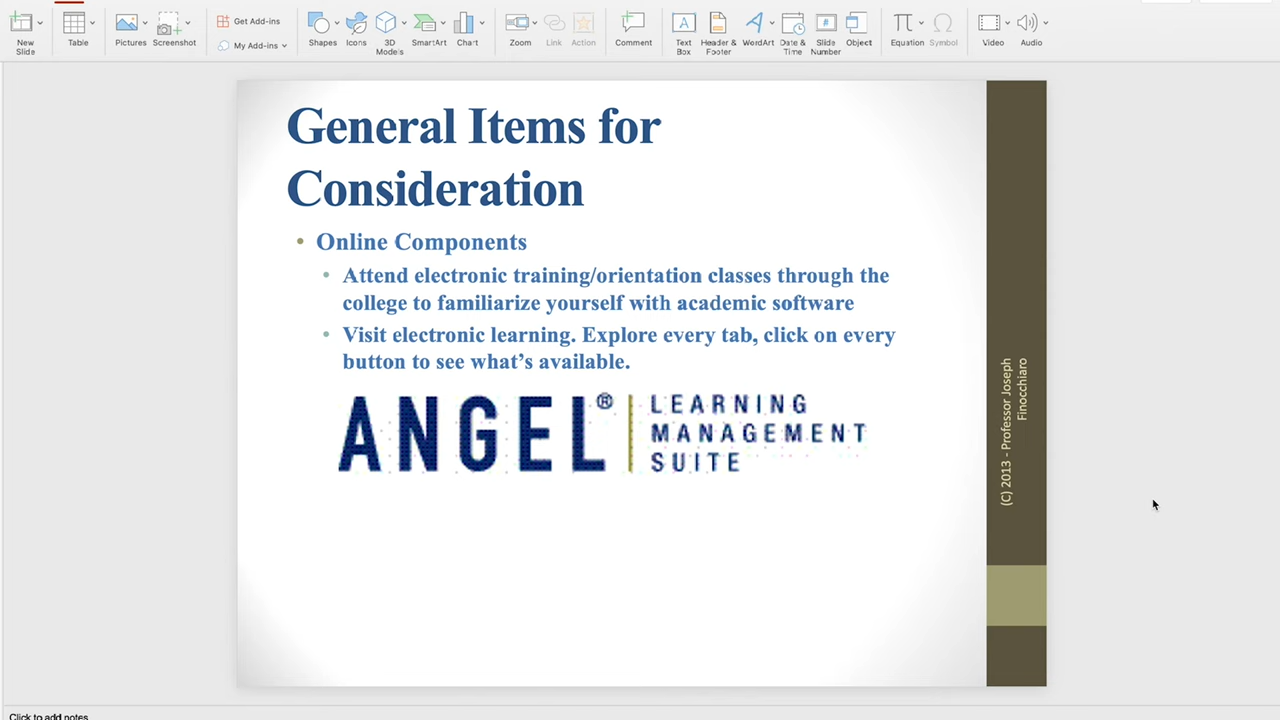 New
Slide
Table
Pictures
Screenshot
Get Add-ins
My Add-ins
Shapes
Icons
3D
Models
SmartArt
Chart
Zoom
Link
Action
Comment
Text
Box
Header &
Footer
WordArt
Date &
Time
Slide
Number
Object
Equation
Symbol
Video
Audio
General Items for
Consideration
• Online Components
• Attend electronic training/orientation classes through the
college to familiarize yourself with academic software
• Visit electronic learning. Explore every tab, click on every
button to see what’s available.
ANGEL®
LEARNING
MANAGEMENT
SUITE
(C) 2013 - Professor Joseph
Finocchiaro
Click to add notes